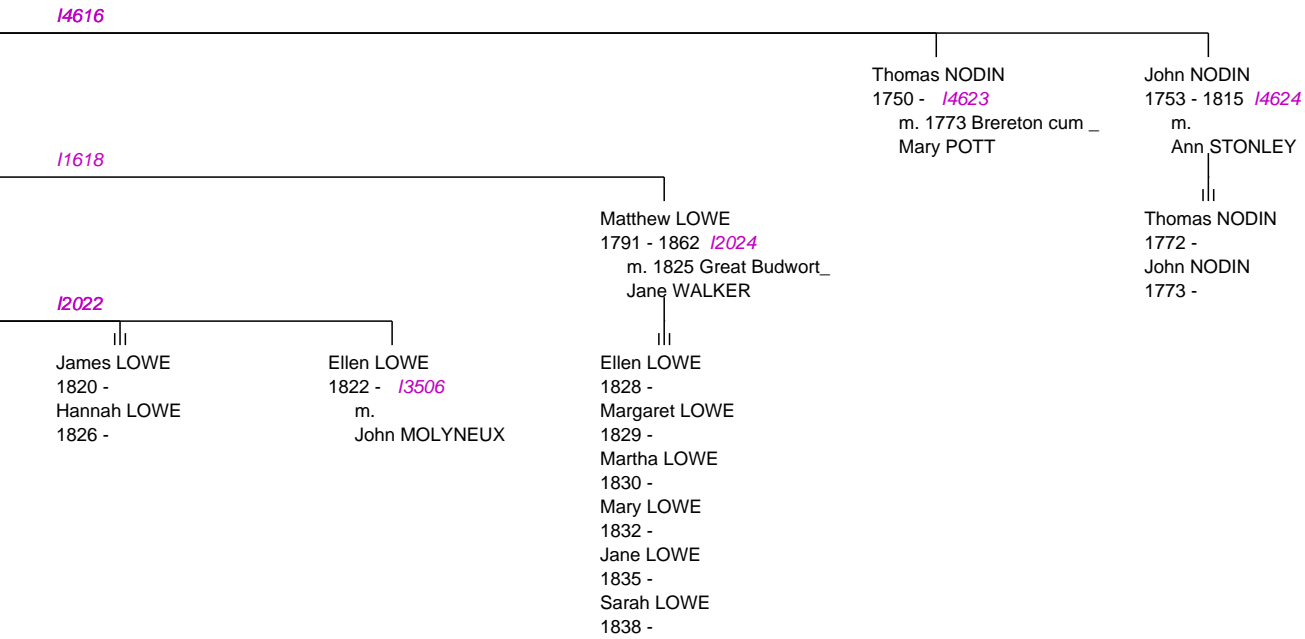 I4616
Thomas NODIN
1750 - I4623
m. 1773 Brereton cum _
Mary POTT
John NODIN
1753 - 1815 I4624
m.
Ann STONLEY
I1618
Matthew LOWE
1791 - 1862 I2024
m. 1825 Great Budwort_
Jane WALKER
Thomas NODIN
1772 -
John NODIN
1773 -
I2022
James LOWE
1820 -
Hannah LOWE
1826 -
Ellen LOWE
1822 - I3506
m.
John MOLYNEUX
Ellen LOWE
1828 -
Margaret LOWE
1829 -
Martha LOWE
1830 -
Mary LOWE
1832 -
Jane LOWE
1835 -
Sarah LOWE
1838 -